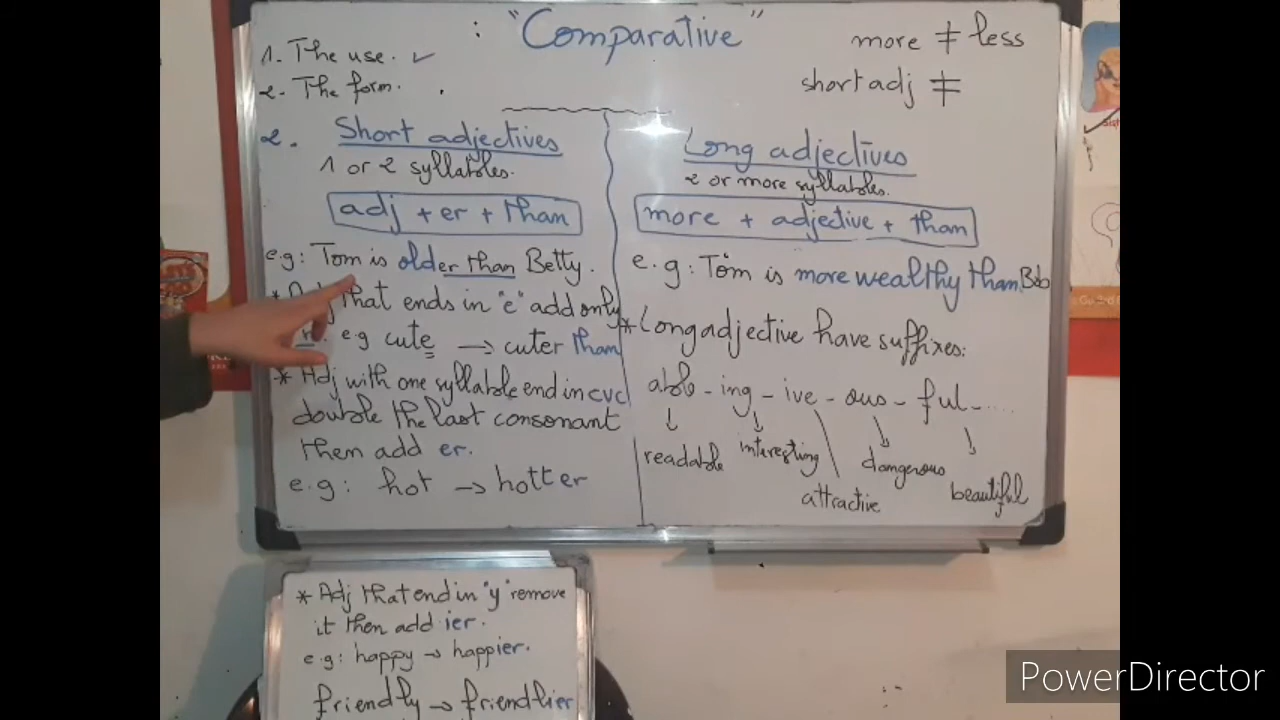 : "Comparative"
1. The use. ✓
2. The form.
more ≠ less
short adj ≠
2. Short adjectives
1 or 2 syllables.
adj + er + than
e.g: Tom is older than Betty.
* that ends in "e" add only
r. e.g cute → cuter than
* Adj with one syllable end in cvc
double the last consonant
then add er.
e.g: hot → hotter
Long adjectives
2 or more syllables.
more + adjective + than
e.g: Tom is more wealthy than Bob
* Long adjective have suffixes:
able - ing - ive - ous - ful - ....
readable interesting attractive dangerous beautiful
* Adj that end in "y" remove
it then add ier.
e.g: happy → happier.
friendly → friendlier
PowerDirector